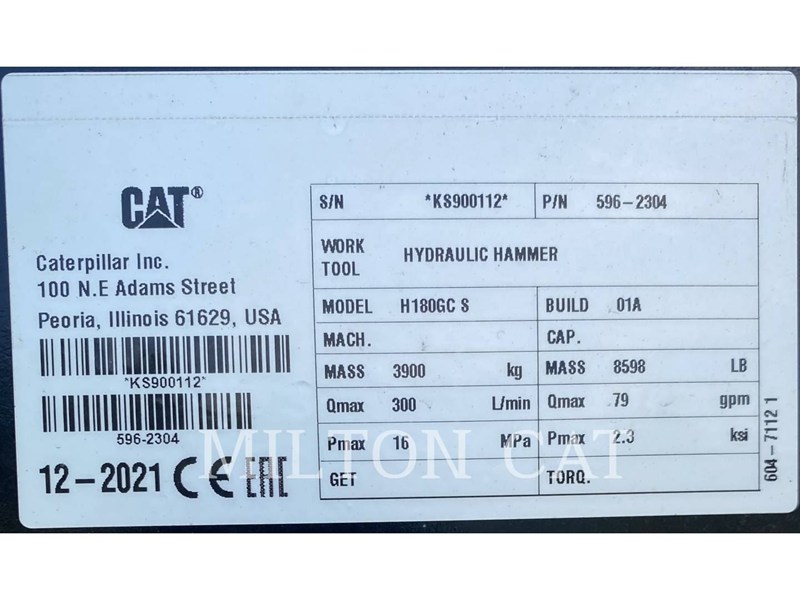 CAT®
Caterpillar Inc.
100 N.E Adams Street
Peoria, Illinois 61629, USA
*KS900112*
596-2304
12-2021 CE EAC
S/N *KS900112* P/N 596-2304
WORK TOOL HYDRAULIC HAMMER
MODEL H180GC S BUILD 01A
MACH. CAP.
MASS 3900 kg MASS 8598 LB
Qmax 300 L/min Qmax 79 gpm
Pmax 16 MPa Pmax 2.3 ksi
GET TORQ.
604-7112 1
MILTON CAT